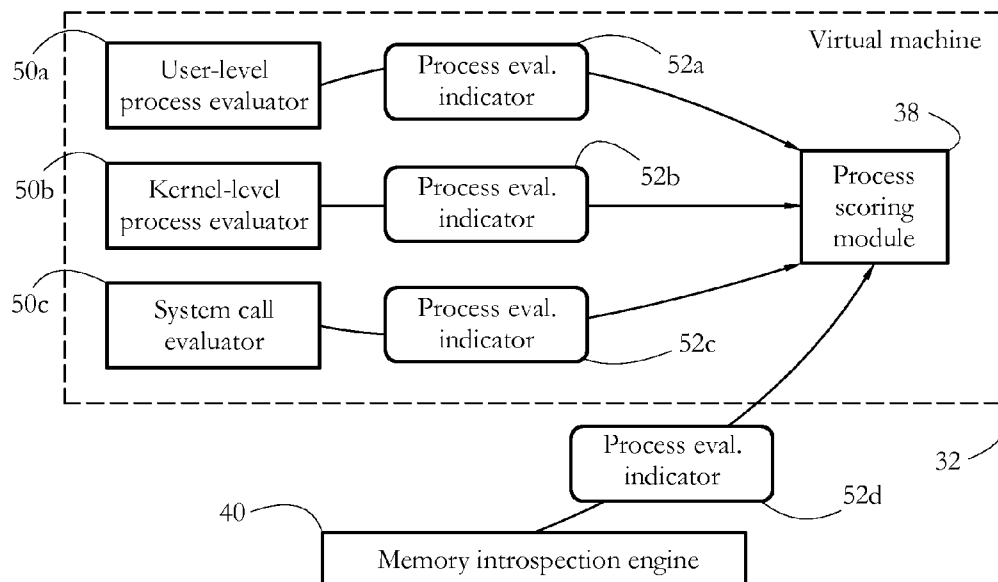 Virtual machine
50a
User-level
process evaluator
Process eval.
indicator
52a
38
50b
Kernel-level
process evaluator
Process eval.
indicator
52b
Process
scoring
module
50c
System call
evaluator
Process eval.
indicator
52c
Process eval.
indicator
32
52d
40
Memory introspection engine